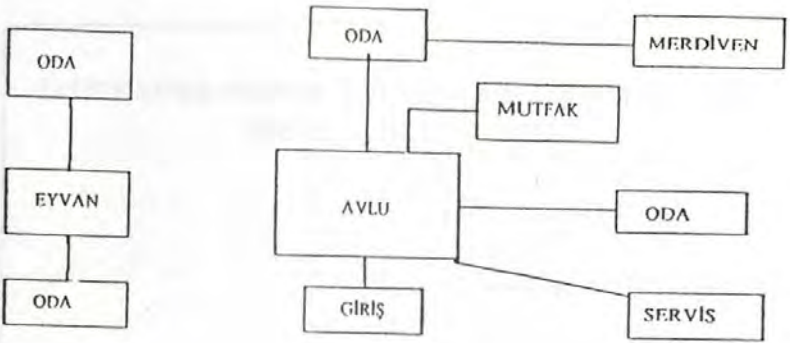 ODA
EYVAN
ODA
ODA
MERDİVEN
MUTFAK
AVLU
ODA
GİRİŞ
SERVİS